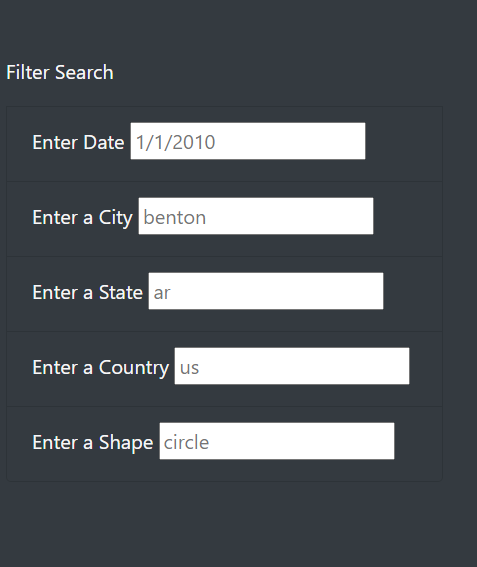 Filter Search
Enter Date 1/1/2010
Enter a City benton
Enter a State ar
Enter a Country us
Enter a Shape circle